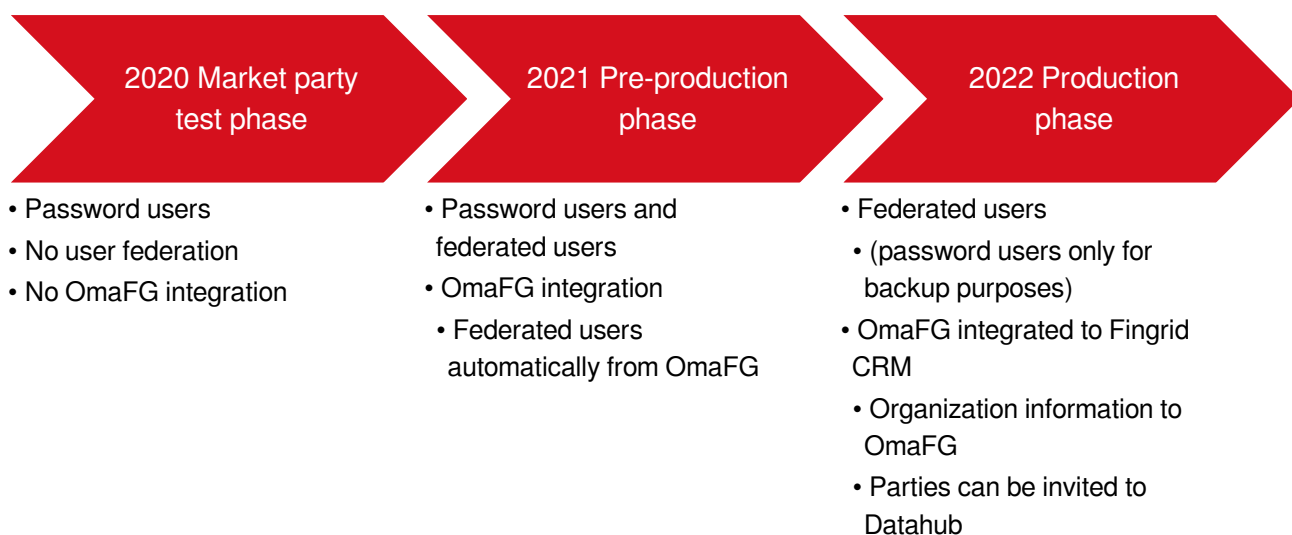 2020 Market party
test phase
• Password users
• No user federation
• No OmaFG integration
2021 Pre-production
phase
• Password users and
federated users
• OmaFG integration
• Federated users
automatically from OmaFG
2022 Production
phase
• Federated users
• (password users only for
backup purposes)
• OmaFG integrated to Fingrid
CRM
• Organization information to
OmaFG
• Parties can be invited to
Datahub